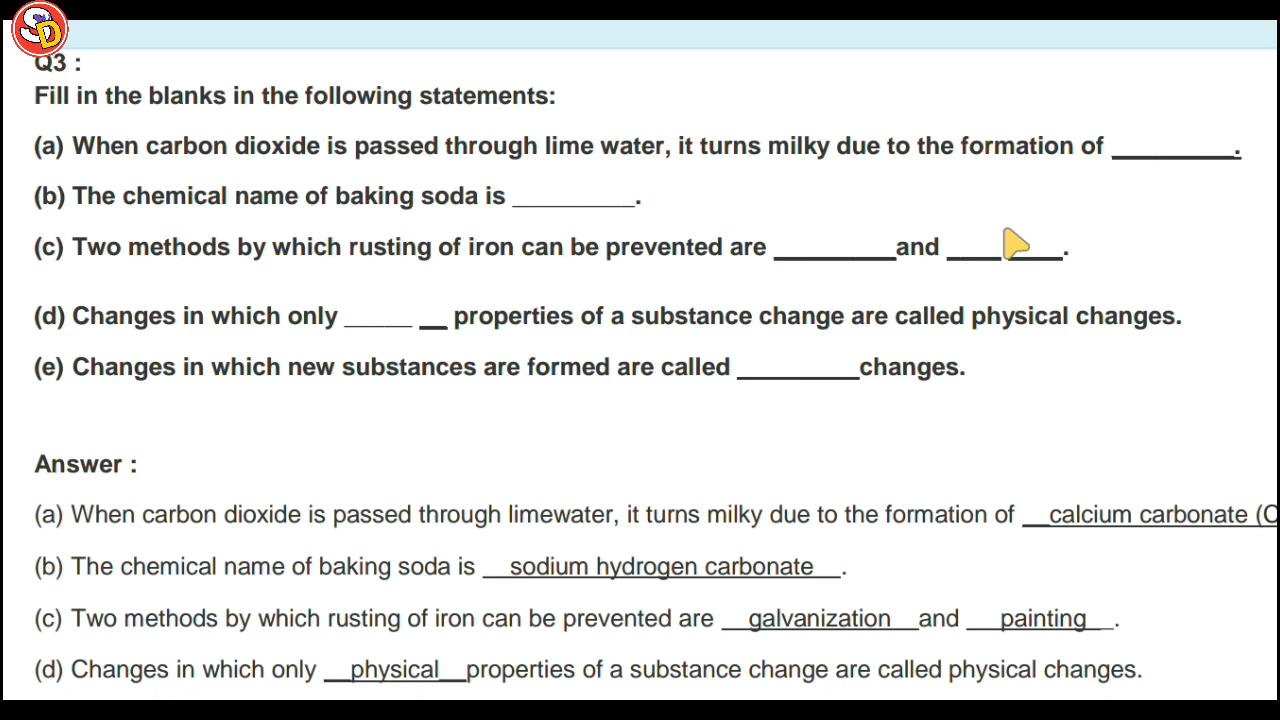 SD
Q3 :
Fill in the blanks in the following statements:
(a) When carbon dioxide is passed through lime water, it turns milky due to the formation of _________.
(b) The chemical name of baking soda is _________.
(c) Two methods by which rusting of iron can be prevented are _________and ____ ____.
(d) Changes in which only _____ __ properties of a substance change are called physical changes.
(e) Changes in which new substances are formed are called _________changes.
Answer :
(a) When carbon dioxide is passed through limewater, it turns milky due to the formation of __calcium carbonate (C
(b) The chemical name of baking soda is __sodium hydrogen carbonate__.
(c) Two methods by which rusting of iron can be prevented are __galvanization__and __painting__.
(d) Changes in which only __physical__properties of a substance change are called physical changes.